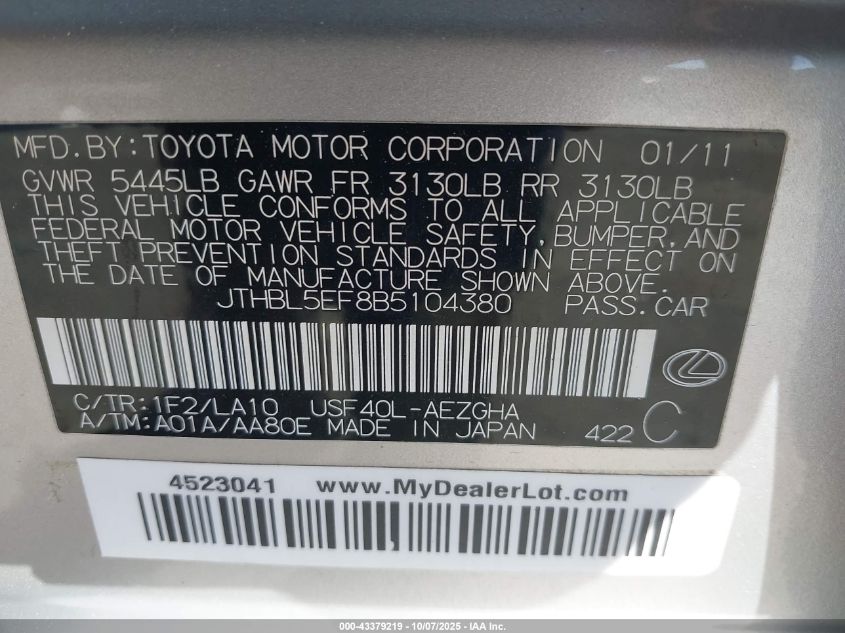 MFD.BY:TOYOTA MOTOR CORPORATION 01/11
GVWR 5445LB GAWR FR 3130LB RR 3130LB
THIS VEHICLE CONFORMS TO ALL APPLICABLE
FEDERAL MOTOR VEHICLE SAFETY,BUMPER,AND
THEFT PREVENTION STANDARDS IN EFFECT ON
THE DATE OF MANUFACTURE SHOWN ABOVE.
JTHBL5EF8B5104380 PASS.CAR
C/TR:1F2/LA10 USF40L-AEZGHA
A/TM:A01A/AA80E MADE IN JAPAN 422 C
4523041 www.MyDealerLot.com
000-43379219 - 10/07/2025 - IAA Inc.